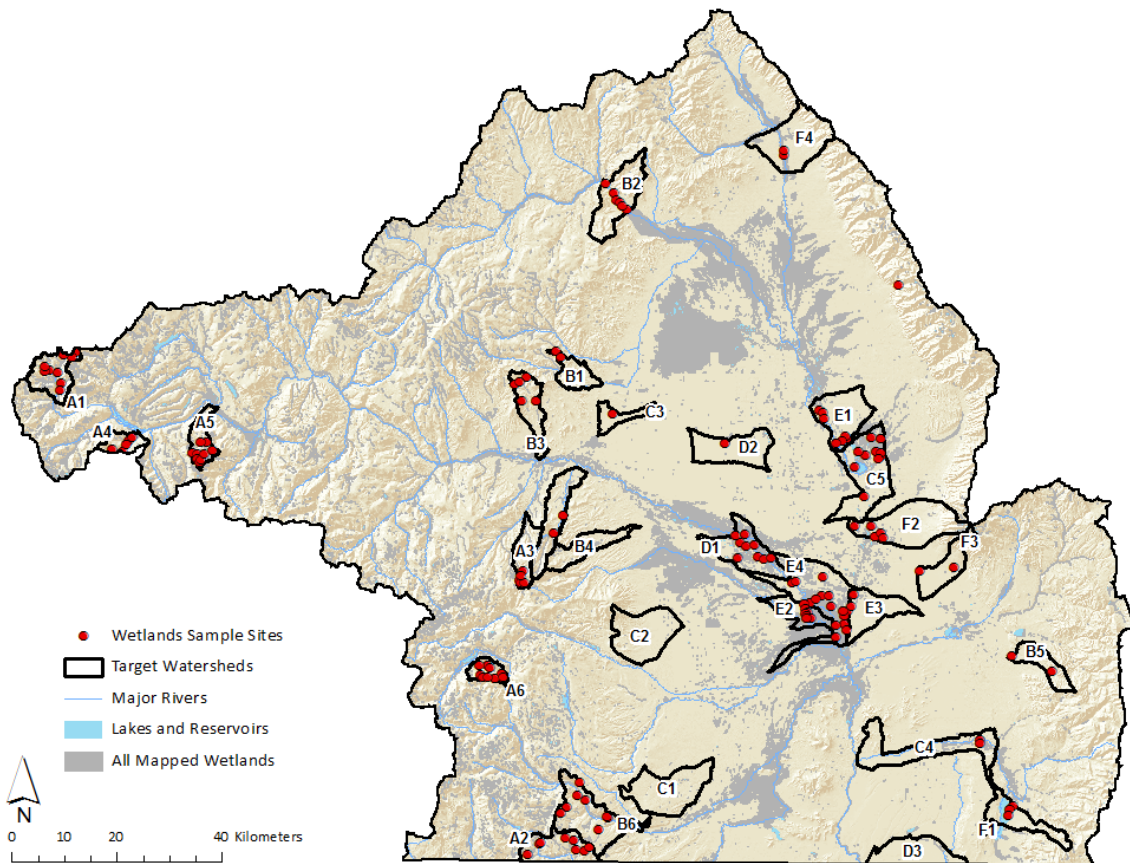 F4
B2
A1
B1
C3
E1
A4
A5
B3
D2
C5
F2
D1
F3
A3
B4
E4
E2
E3
C2
B5
A6
C4
C1
B6
F1
A2
D3
Wetlands Sample Sites
Target Watersheds
Major Rivers
Lakes and Reservoirs
All Mapped Wetlands
N
0 10 20 40 Kilometers